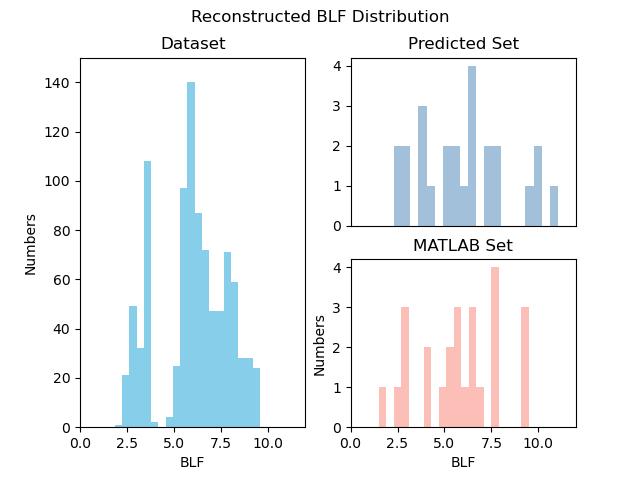 Reconstructed BLF Distribution
Dataset
140
120
100
80
60
40
20
0
Numbers
0.0 2.5 5.0 7.5 10.0
BLF
Predicted Set
4
3
2
1
0
MATLAB Set
4
3
2
1
0
Numbers
0.0 2.5 5.0 7.5 10.0
BLF